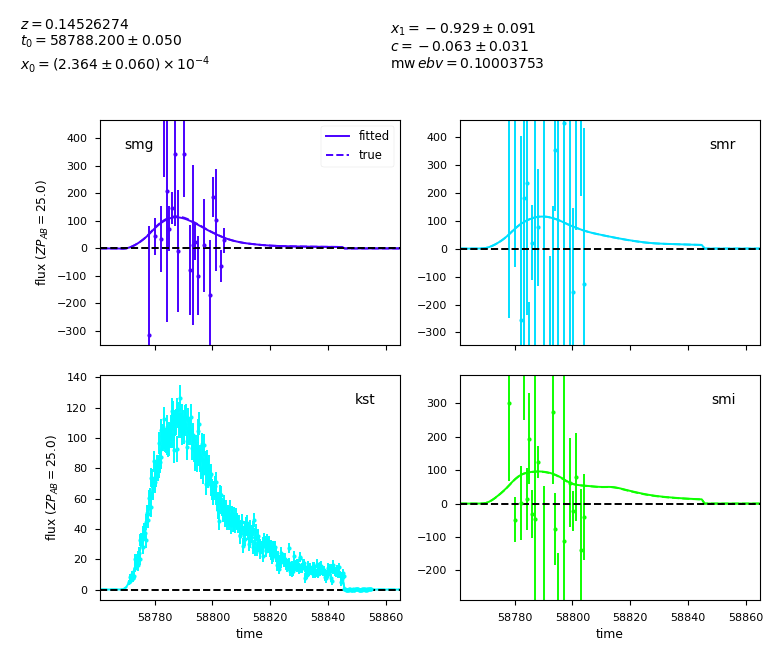 z = 0.14526274
t₀ = 58788.200 ± 0.050
x₀ = (2.364 ± 0.060) × 10⁻⁴
x₁ = −0.929 ± 0.091
c = −0.063 ± 0.031
mw ebv = 0.10003753
smg
fitted
true
400
300
200
100
0
−100
−200
−300
flux (ZP_AB = 25.0)
smr
400
300
200
100
0
−100
−200
−300
kst
140
120
100
80
60
40
20
0
flux (ZP_AB = 25.0)
58780 58800 58820 58840 58860
time
smi
300
200
100
0
−100
−200
58780 58800 58820 58840 58860
time